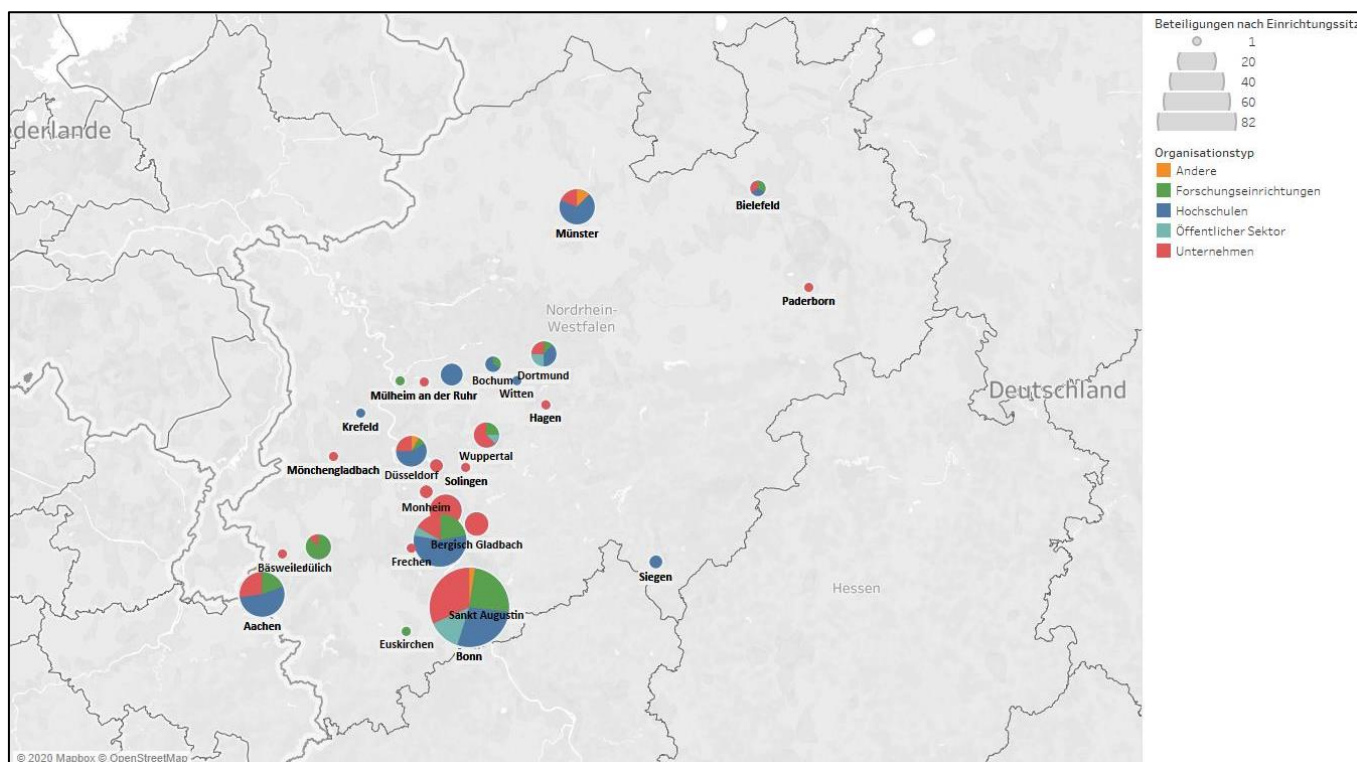 Beteiligungen nach Einrichtungssitz
1
20
40
60
82
Organisationstyp
Andere
Forschungseinrichtungen
Hochschulen
Öffentlicher Sektor
Unternehmen
ederlande
Bielefeld
Münster
Paderborn
Nordrhein-
Westfalen
Dortmund
Bochum
Witten
Mülheim an der Ruhr
Deutschland
Hagen
Krefeld
Wuppertal
Mönchengladbach
Düsseldorf
Solingen
Monheim
Bergisch Gladbach
Frechen
Bäsweiler
Jülich
Siegen
Hessen
Sankt Augustin
Aachen
Euskirchen
Bonn
© 2020 Mapbox © OpenStreetMap